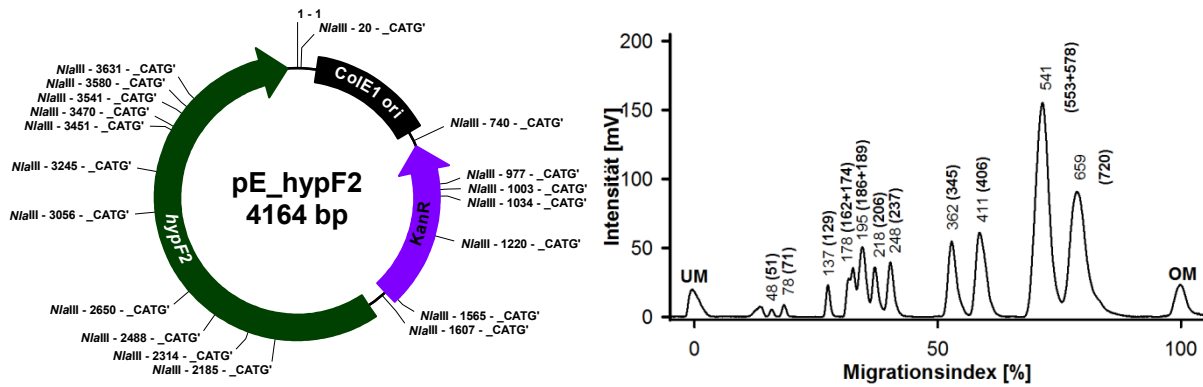 1 - 1
NlaIII - 20 - _CATG'
NlaIII - 3631 - _CATG'
NlaIII - 3580 - _CATG'
NlaIII - 3541 - _CATG'
NlaIII - 3470 - _CATG'
NlaIII - 3451 - _CATG'
NlaIII - 3245 - _CATG'
NlaIII - 3056 - _CATG'
NlaIII - 2650 - _CATG'
NlaIII - 2488 - _CATG'
NlaIII - 2314 - _CATG'
NlaIII - 2185 - _CATG'
ColE1 ori
NlaIII - 740 - _CATG'
NlaIII - 977 - _CATG'
NlaIII - 1003 - _CATG'
NlaIII - 1034 - _CATG'
NlaIII - 1220 - _CATG'
NlaIII - 1565 - _CATG'
NlaIII - 1607 - _CATG'
KanR
hypF2
pE_hypF2
4164 bp
Intensität [mV]
200
150
100
50
0
UM
48 (51)
78 (71)
137 (129)
178 (162+174)
195 (186+189)
218 (206)
248 (237)
362 (345)
411 (406)
541
(553+578)
659
(720)
OM
0
50
100
Migrationsindex [%]